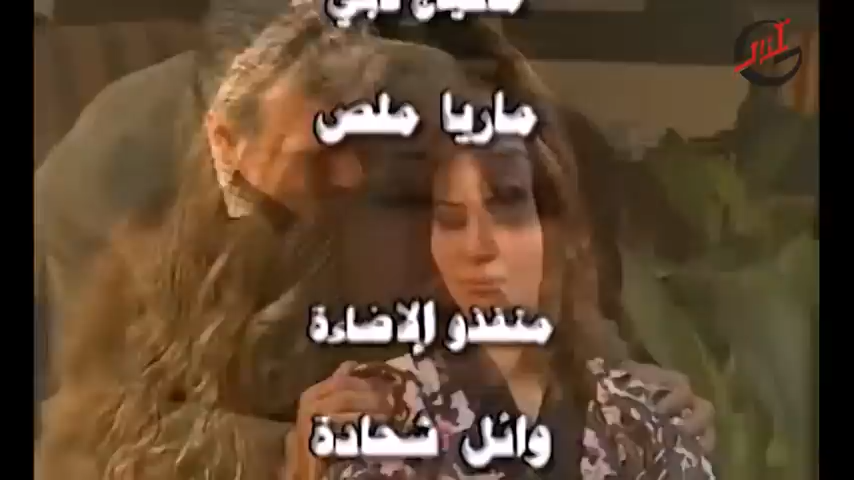 ماريا ملص
منفذو الإضاءة
وائل شحادة